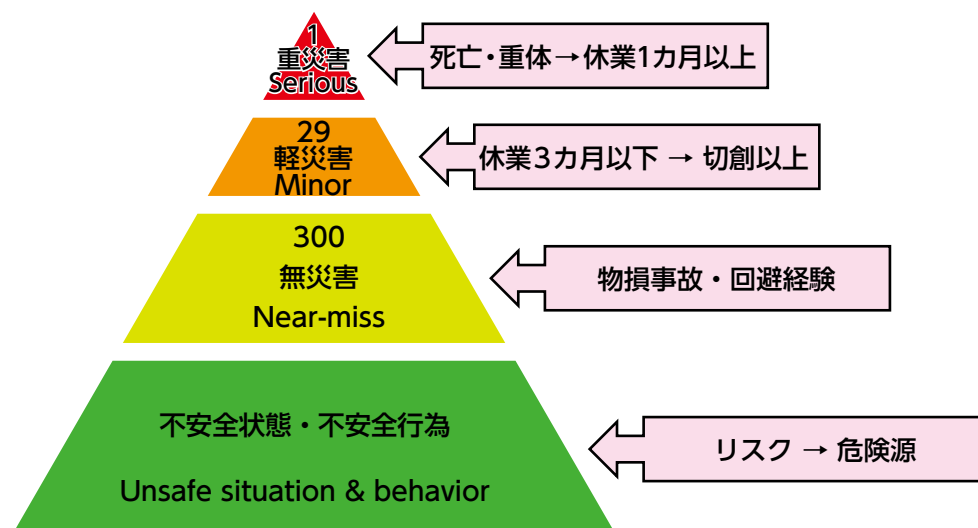 1
重災害
Serious
死亡・重体→休業1カ月以上
29
軽災害
Minor
休業3カ月以下 → 切創以上
300
無災害
Near-miss
物損事故・回避経験
不安全状態・不安全行為
Unsafe situation & behavior
リスク → 危険源